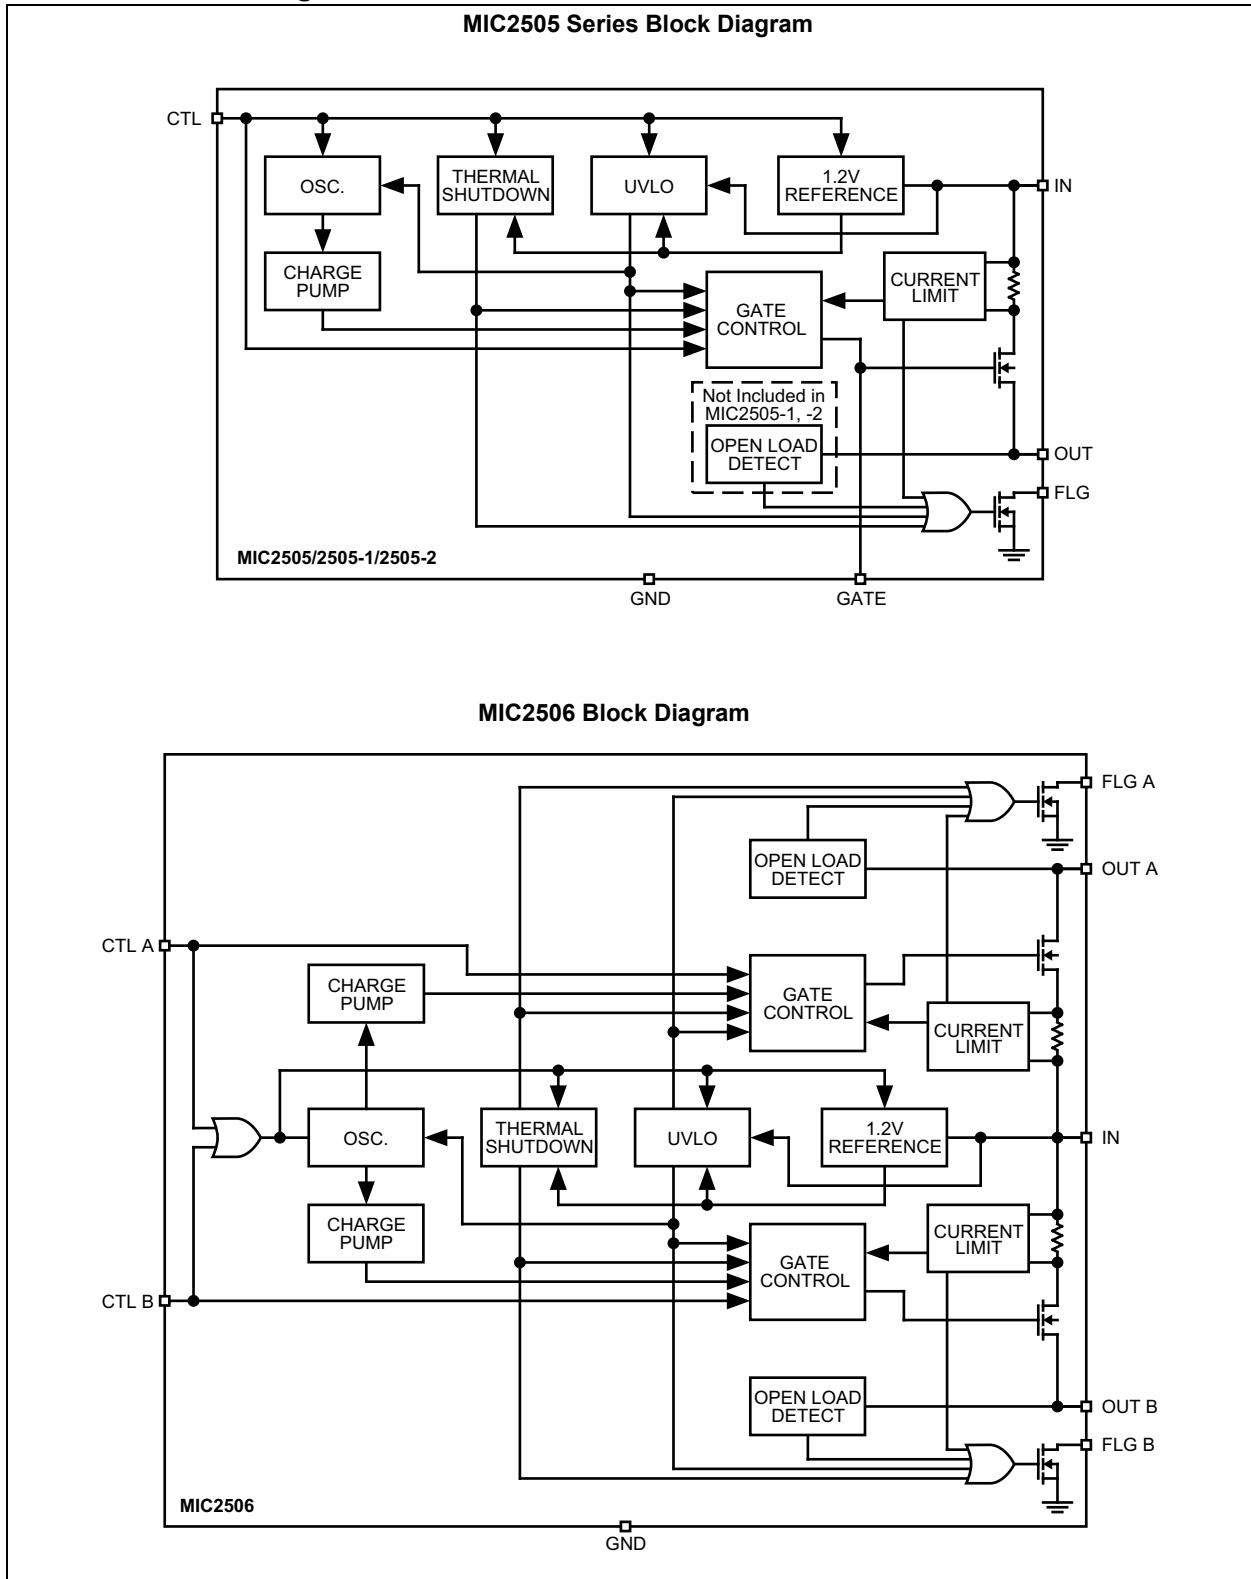 MIC2505 Series Block Diagram
CTL
OSC.
THERMAL
SHUTDOWN
UVLO
1.2V
REFERENCE
IN
CHARGE
PUMP
GATE
CONTROL
CURRENT
LIMIT
Not Included in
MIC2505-1, -2
OPEN LOAD
DETECT
OUT
FLG
MIC2505/2505-1/2505-2
GND
GATE
MIC2506 Block Diagram
FLG A
OPEN LOAD
DETECT
OUT A
CTL A
CHARGE
PUMP
GATE
CONTROL
CURRENT
LIMIT
OSC.
THERMAL
SHUTDOWN
UVLO
1.2V
REFERENCE
IN
CHARGE
PUMP
GATE
CONTROL
CURRENT
LIMIT
CTL B
OPEN LOAD
DETECT
OUT B
FLG B
MIC2506
GND